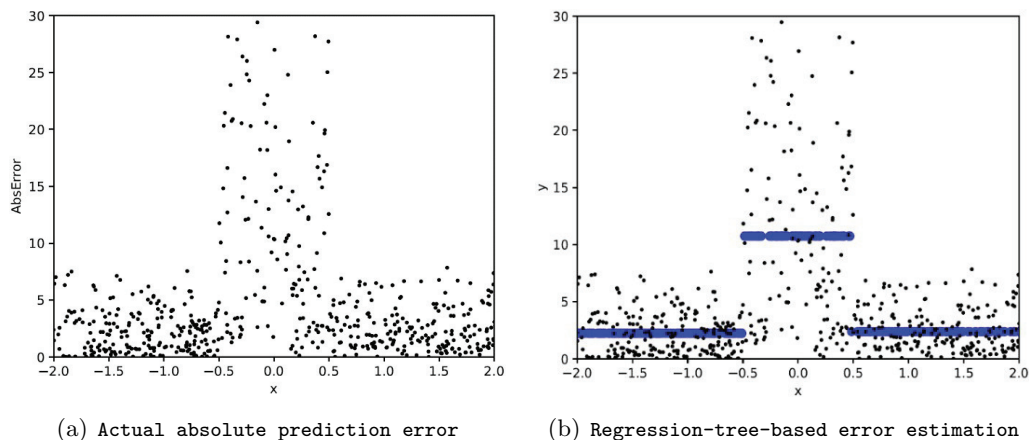 30
25
20
15
10
5
0
AbsError
−2.0 −1.5 −1.0 −0.5 0.0 0.5 1.0 1.5 2.0
x
(a) Actual absolute prediction error
30
25
20
15
10
5
0
y
−2.0 −1.5 −1.0 −0.5 0.0 0.5 1.0 1.5 2.0
x
(b) Regression-tree-based error estimation